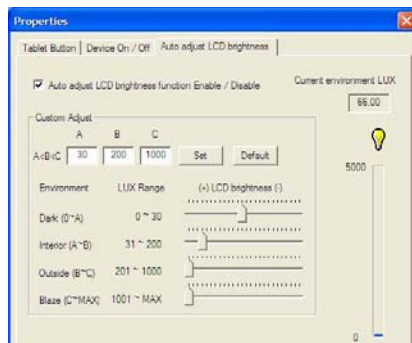 Properties
Tablet Button Device On / Off Auto adjust LCD brightness
Auto adjust LCD brightness function Enable / Disable
Current environment LUX
66.00
Custom Adjust
A B C
A<B<C 30 200 1000 Set Default
5000
Environment LUX Range (+) LCD brightness (-)
Dark (0~A) 0 ~ 30
Interior (A~B) 31 ~ 200
Outside (B~C) 201 ~ 1000
Blaze (C~MAX) 1001 ~ MAX
0